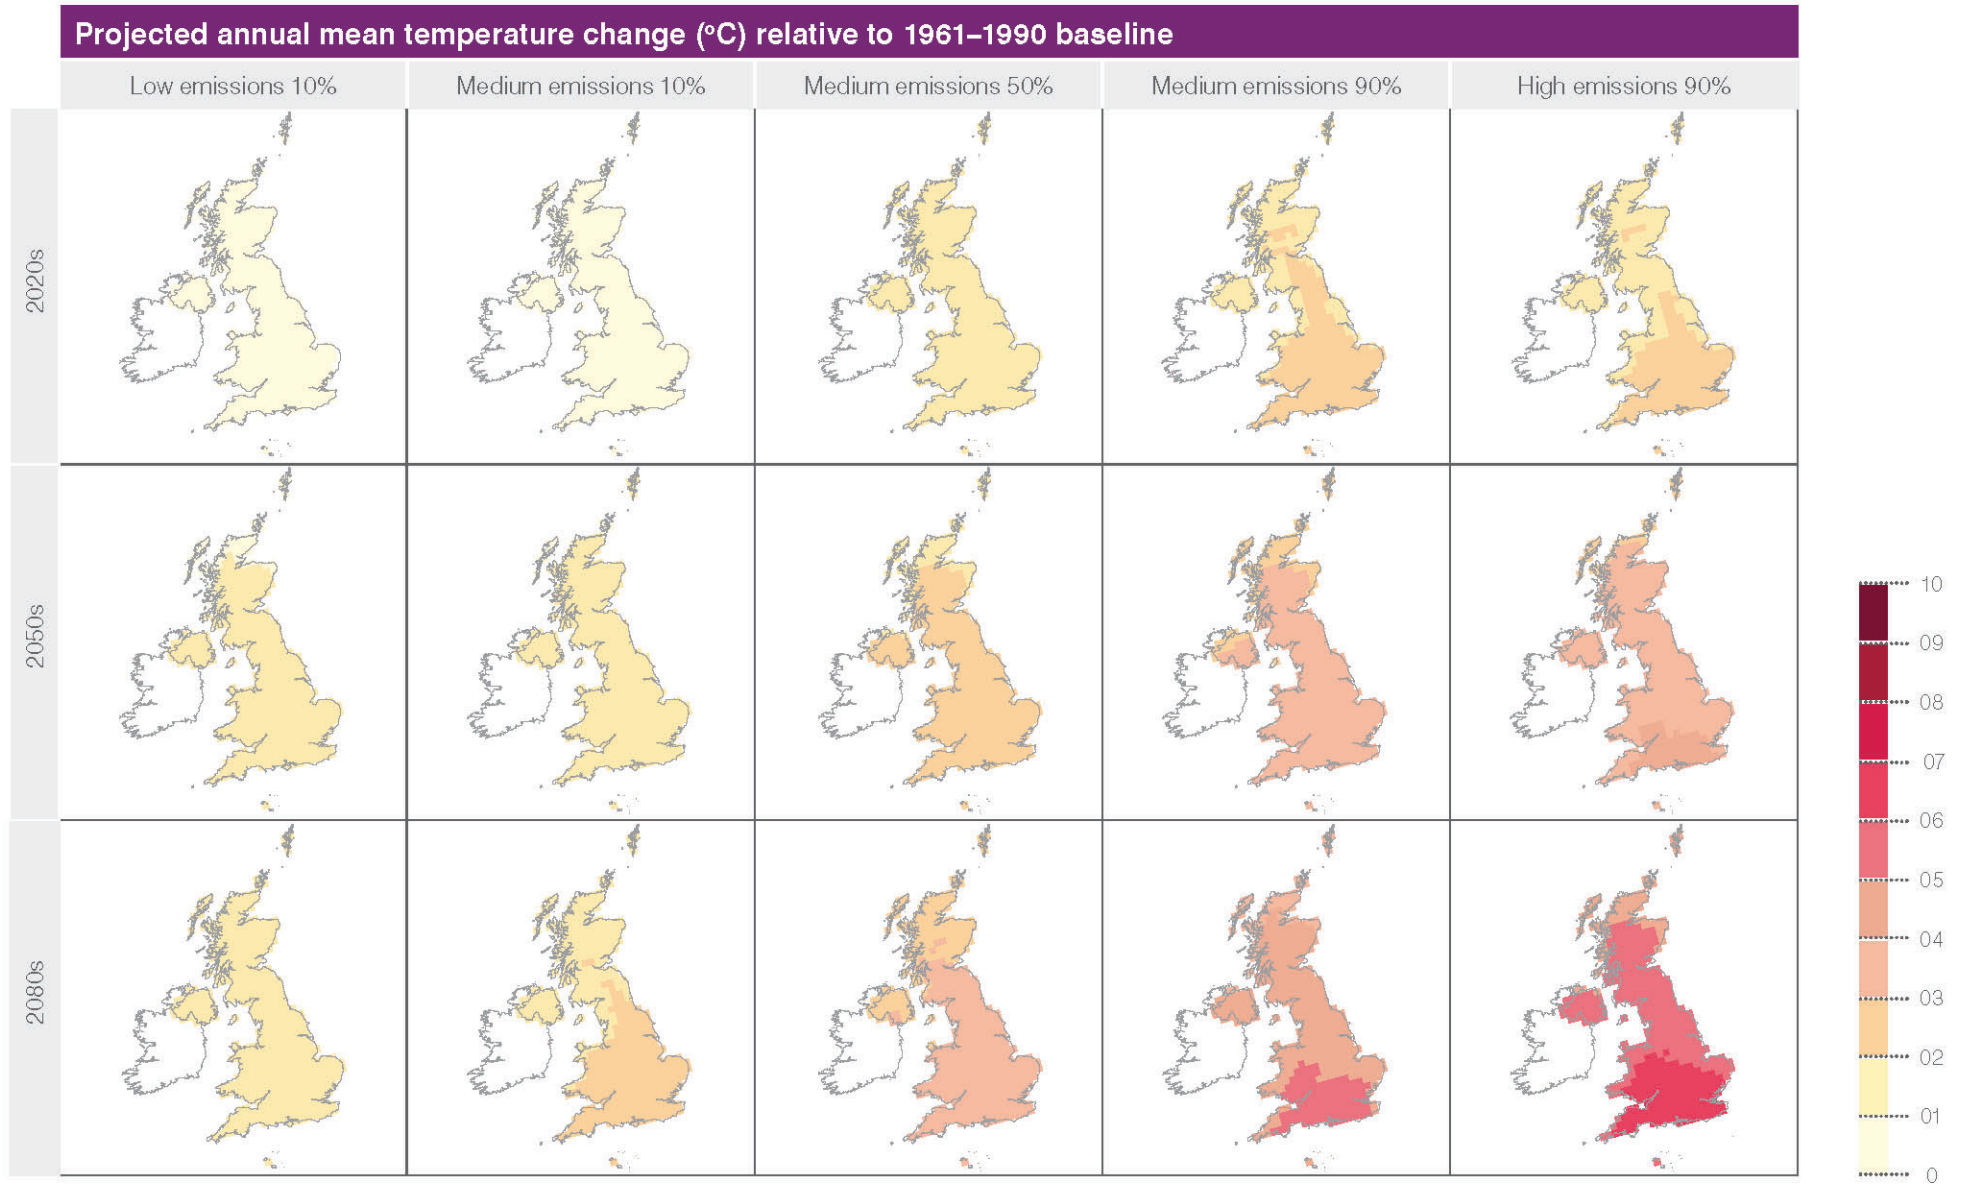 Projected annual mean temperature change (°C) relative to 1961–1990 baseline
Low emissions 10%
Medium emissions 10%
Medium emissions 50%
Medium emissions 90%
High emissions 90%
2020s
2050s
2080s
10
09
08
07
06
05
04
03
02
01
0